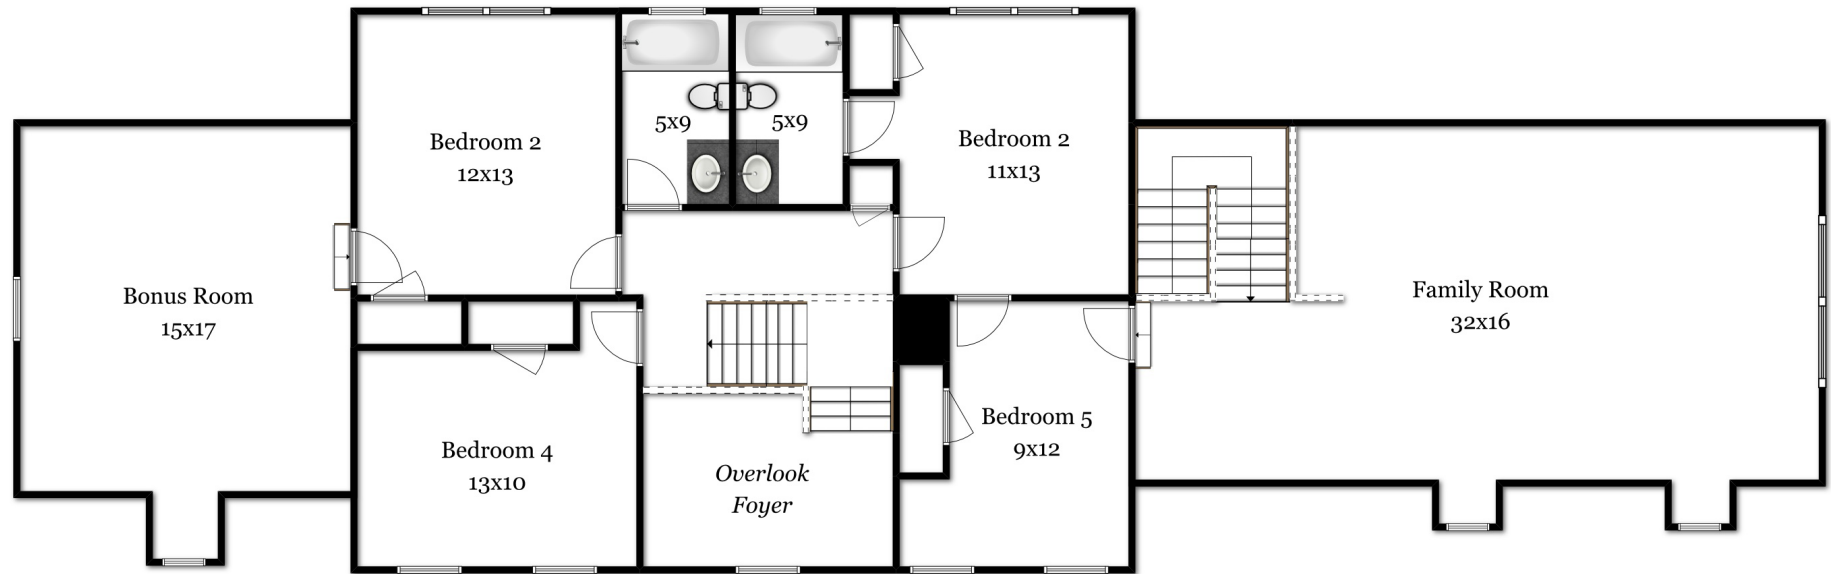 5x9
5x9
Bedroom 2
12x13
Bedroom 2
11x13
Bonus Room
15x17
Family Room
32x16
Bedroom 4
13x10
Overlook
Foyer
Bedroom 5
9x12